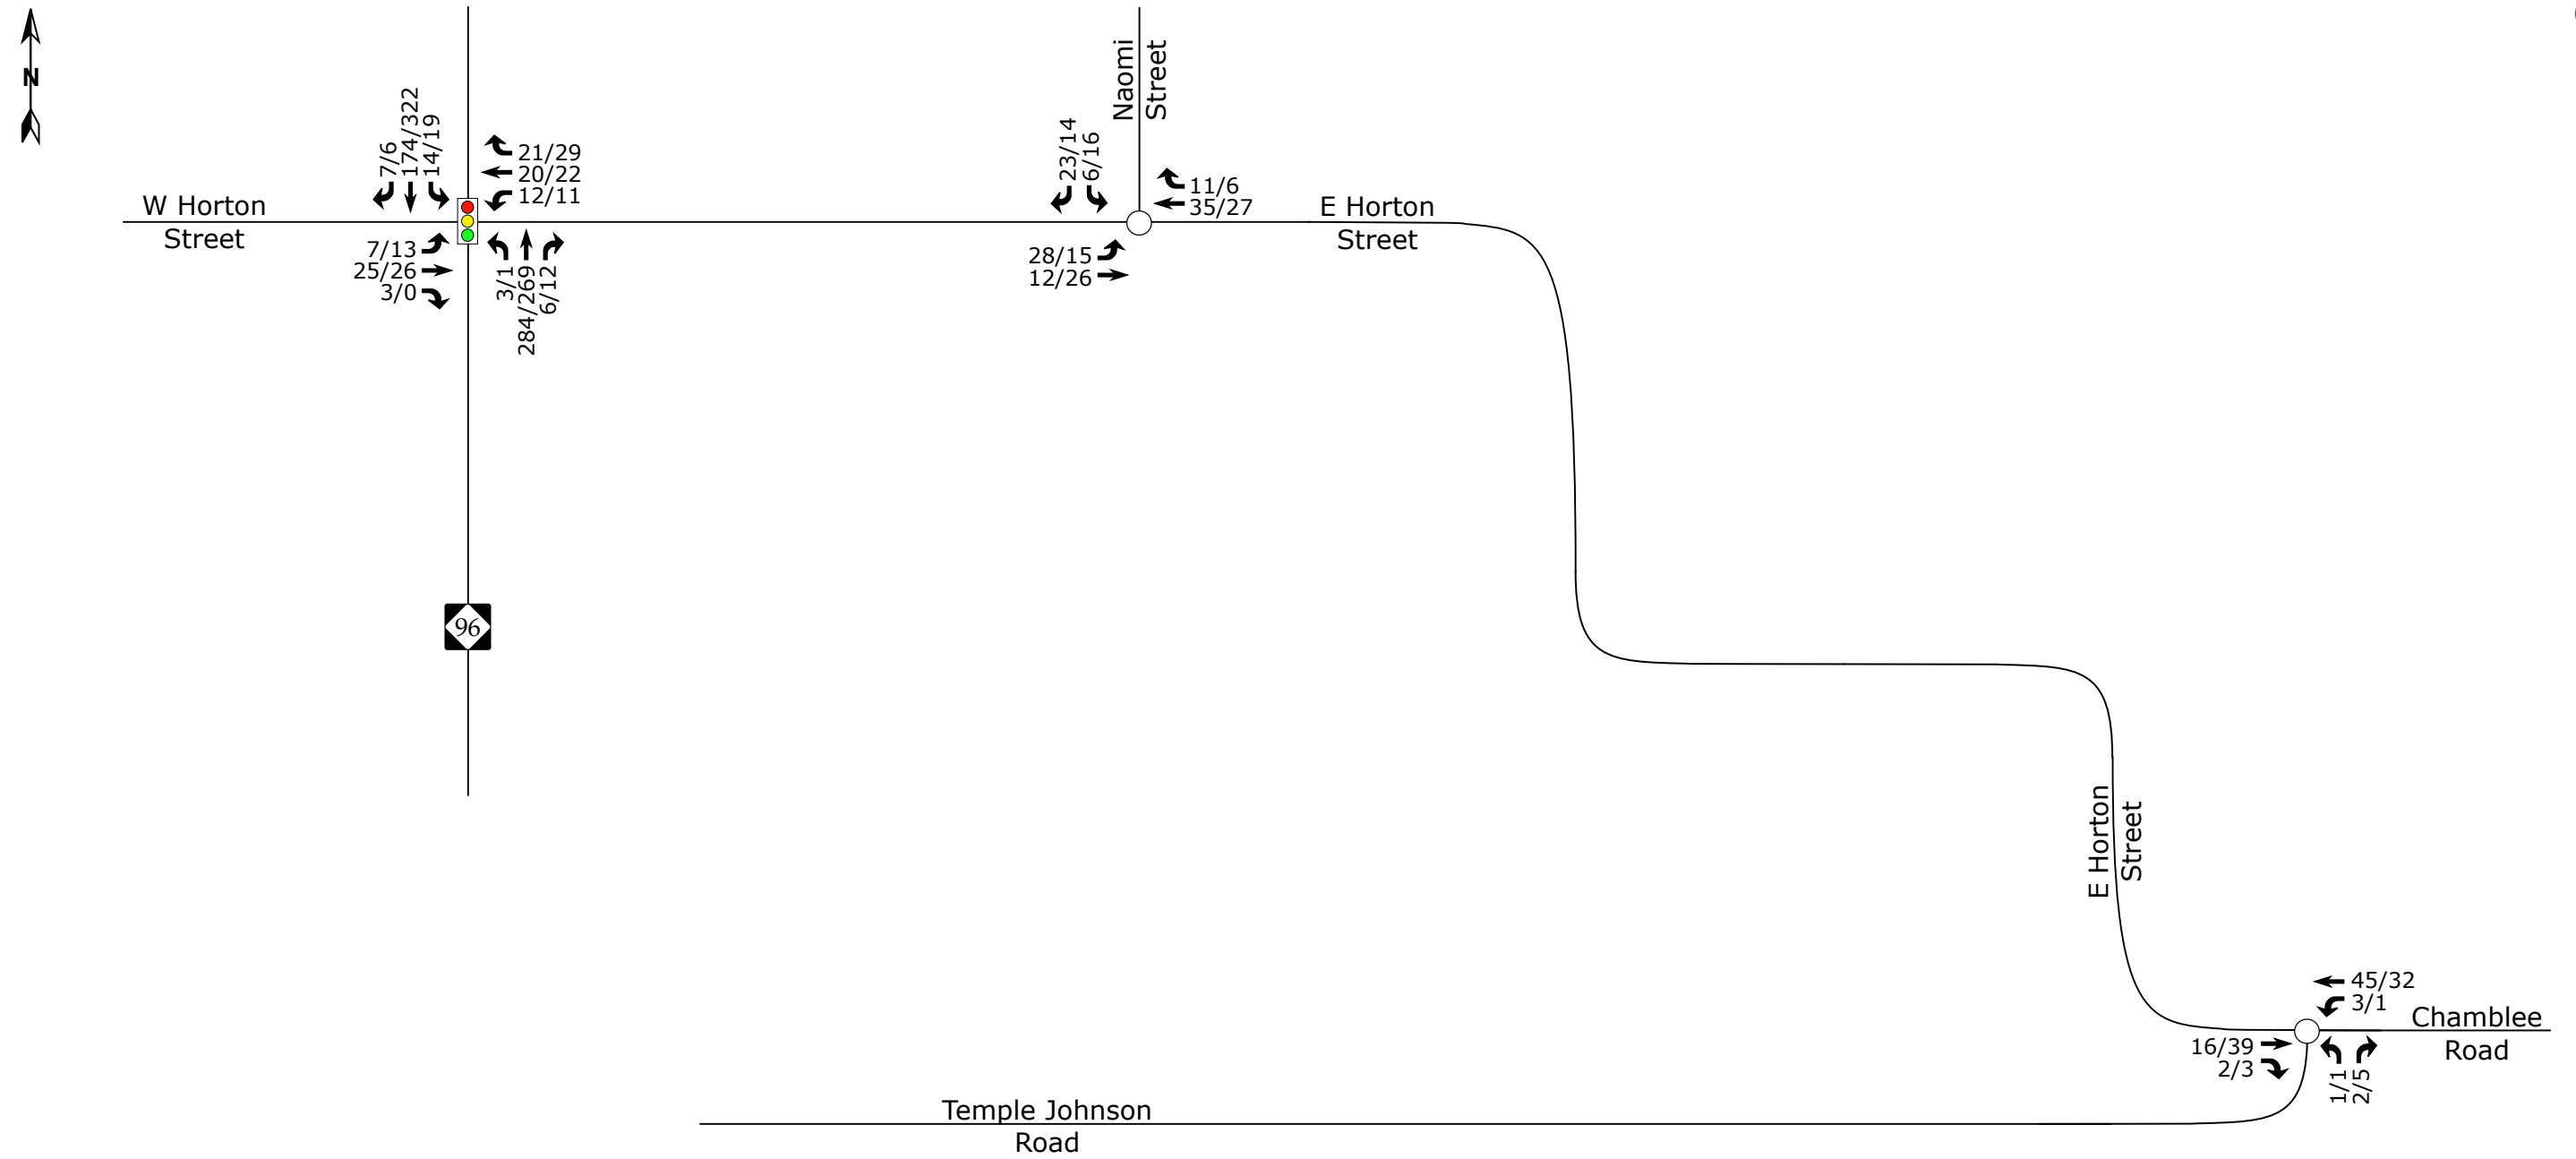 N
Naomi
Street
7/6
174/322
14/19
21/29
20/22
12/11
W Horton
Street
7/13
25/26
3/0
3/1
284/269
6/12
23/14
6/16
11/6
35/27
28/15
12/26
E Horton
Street
96
E Horton
Street
45/32
3/1
16/39
2/3
1/1
2/5
Chamblee
Road
Temple Johnson
Road